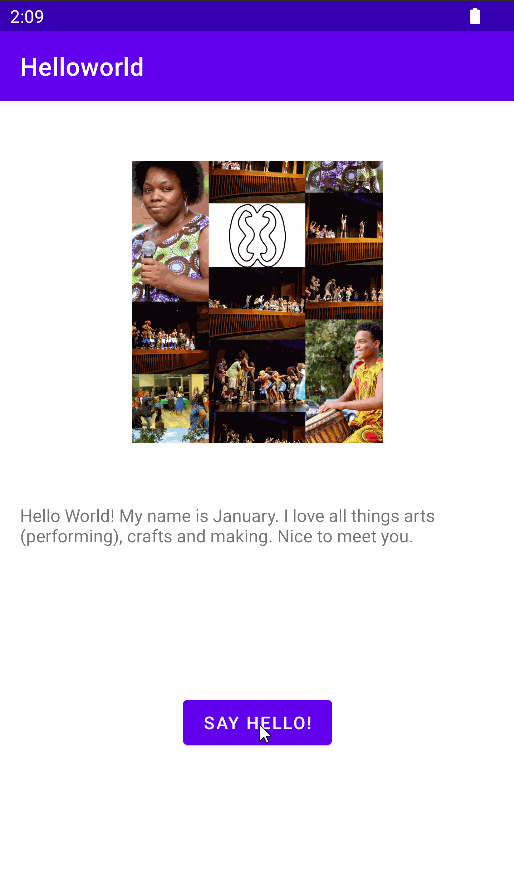 2:09
Helloworld
Hello World! My name is January. I love all things arts
(performing), crafts and making. Nice to meet you.
SAY HELLO!